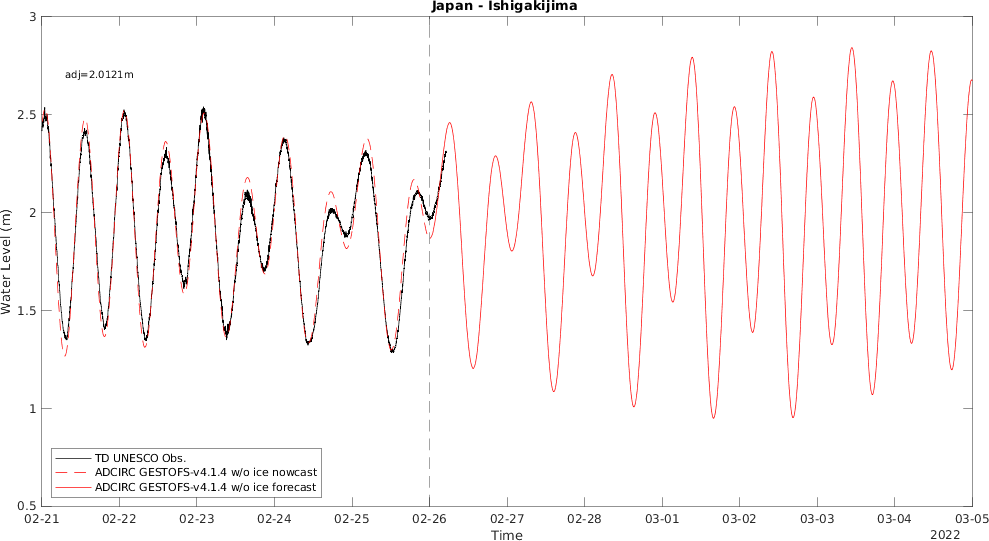 Japan - Ishigakijima
3
adj=2.0121m
2.5
2
Water Level (m)
1.5
1
TD UNESCO Obs.
ADCIRC GESTOFS-v4.1.4 w/o ice nowcast
ADCIRC GESTOFS-v4.1.4 w/o ice forecast
0.5
02-21 02-22 02-23 02-24 02-25 02-26 02-27 02-28 03-01 03-02 03-03 03-04 03-05
Time
2022